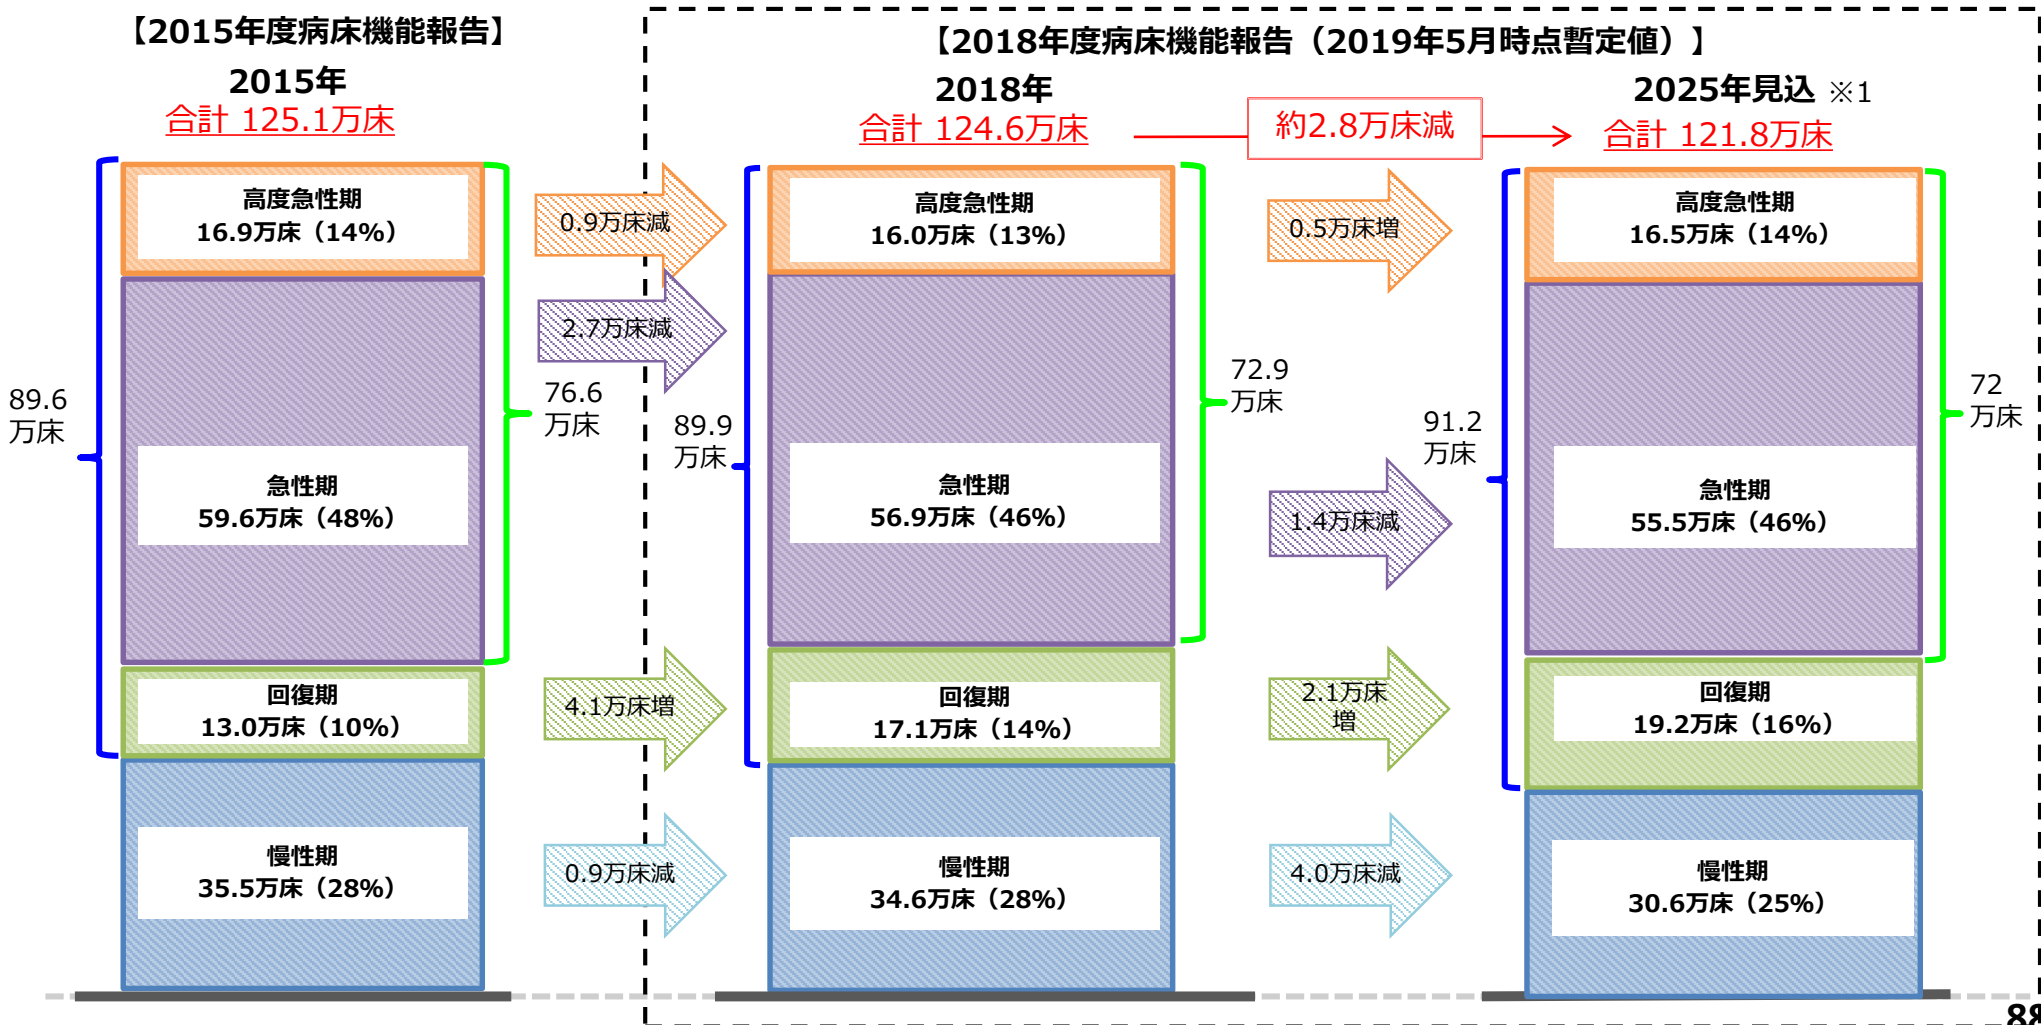 【2015年度病床機能報告】
2015年
合計 125.1万床
高度急性期
16.9万床（14%）
急性期
59.6万床（48%）
回復期
13.0万床（10%）
慢性期
35.5万床（28%）
89.6
万床
76.6
万床
0.9万床減
2.7万床減
4.1万床増
0.9万床減
【2018年度病床機能報告（2019年5月時点暫定値）】
2018年
合計 124.6万床
高度急性期
16.0万床（13%）
急性期
56.9万床（46%）
回復期
17.1万床（14%）
慢性期
34.6万床（28%）
89.9
万床
72.9
万床
約2.8万床減
0.5万床増
1.4万床減
2.1万床
増
4.0万床減
2025年見込 ※1
合計 121.8万床
高度急性期
16.5万床（14%）
急性期
55.5万床（46%）
回復期
19.2万床（16%）
慢性期
30.6万床（25%）
91.2
万床
72
万床